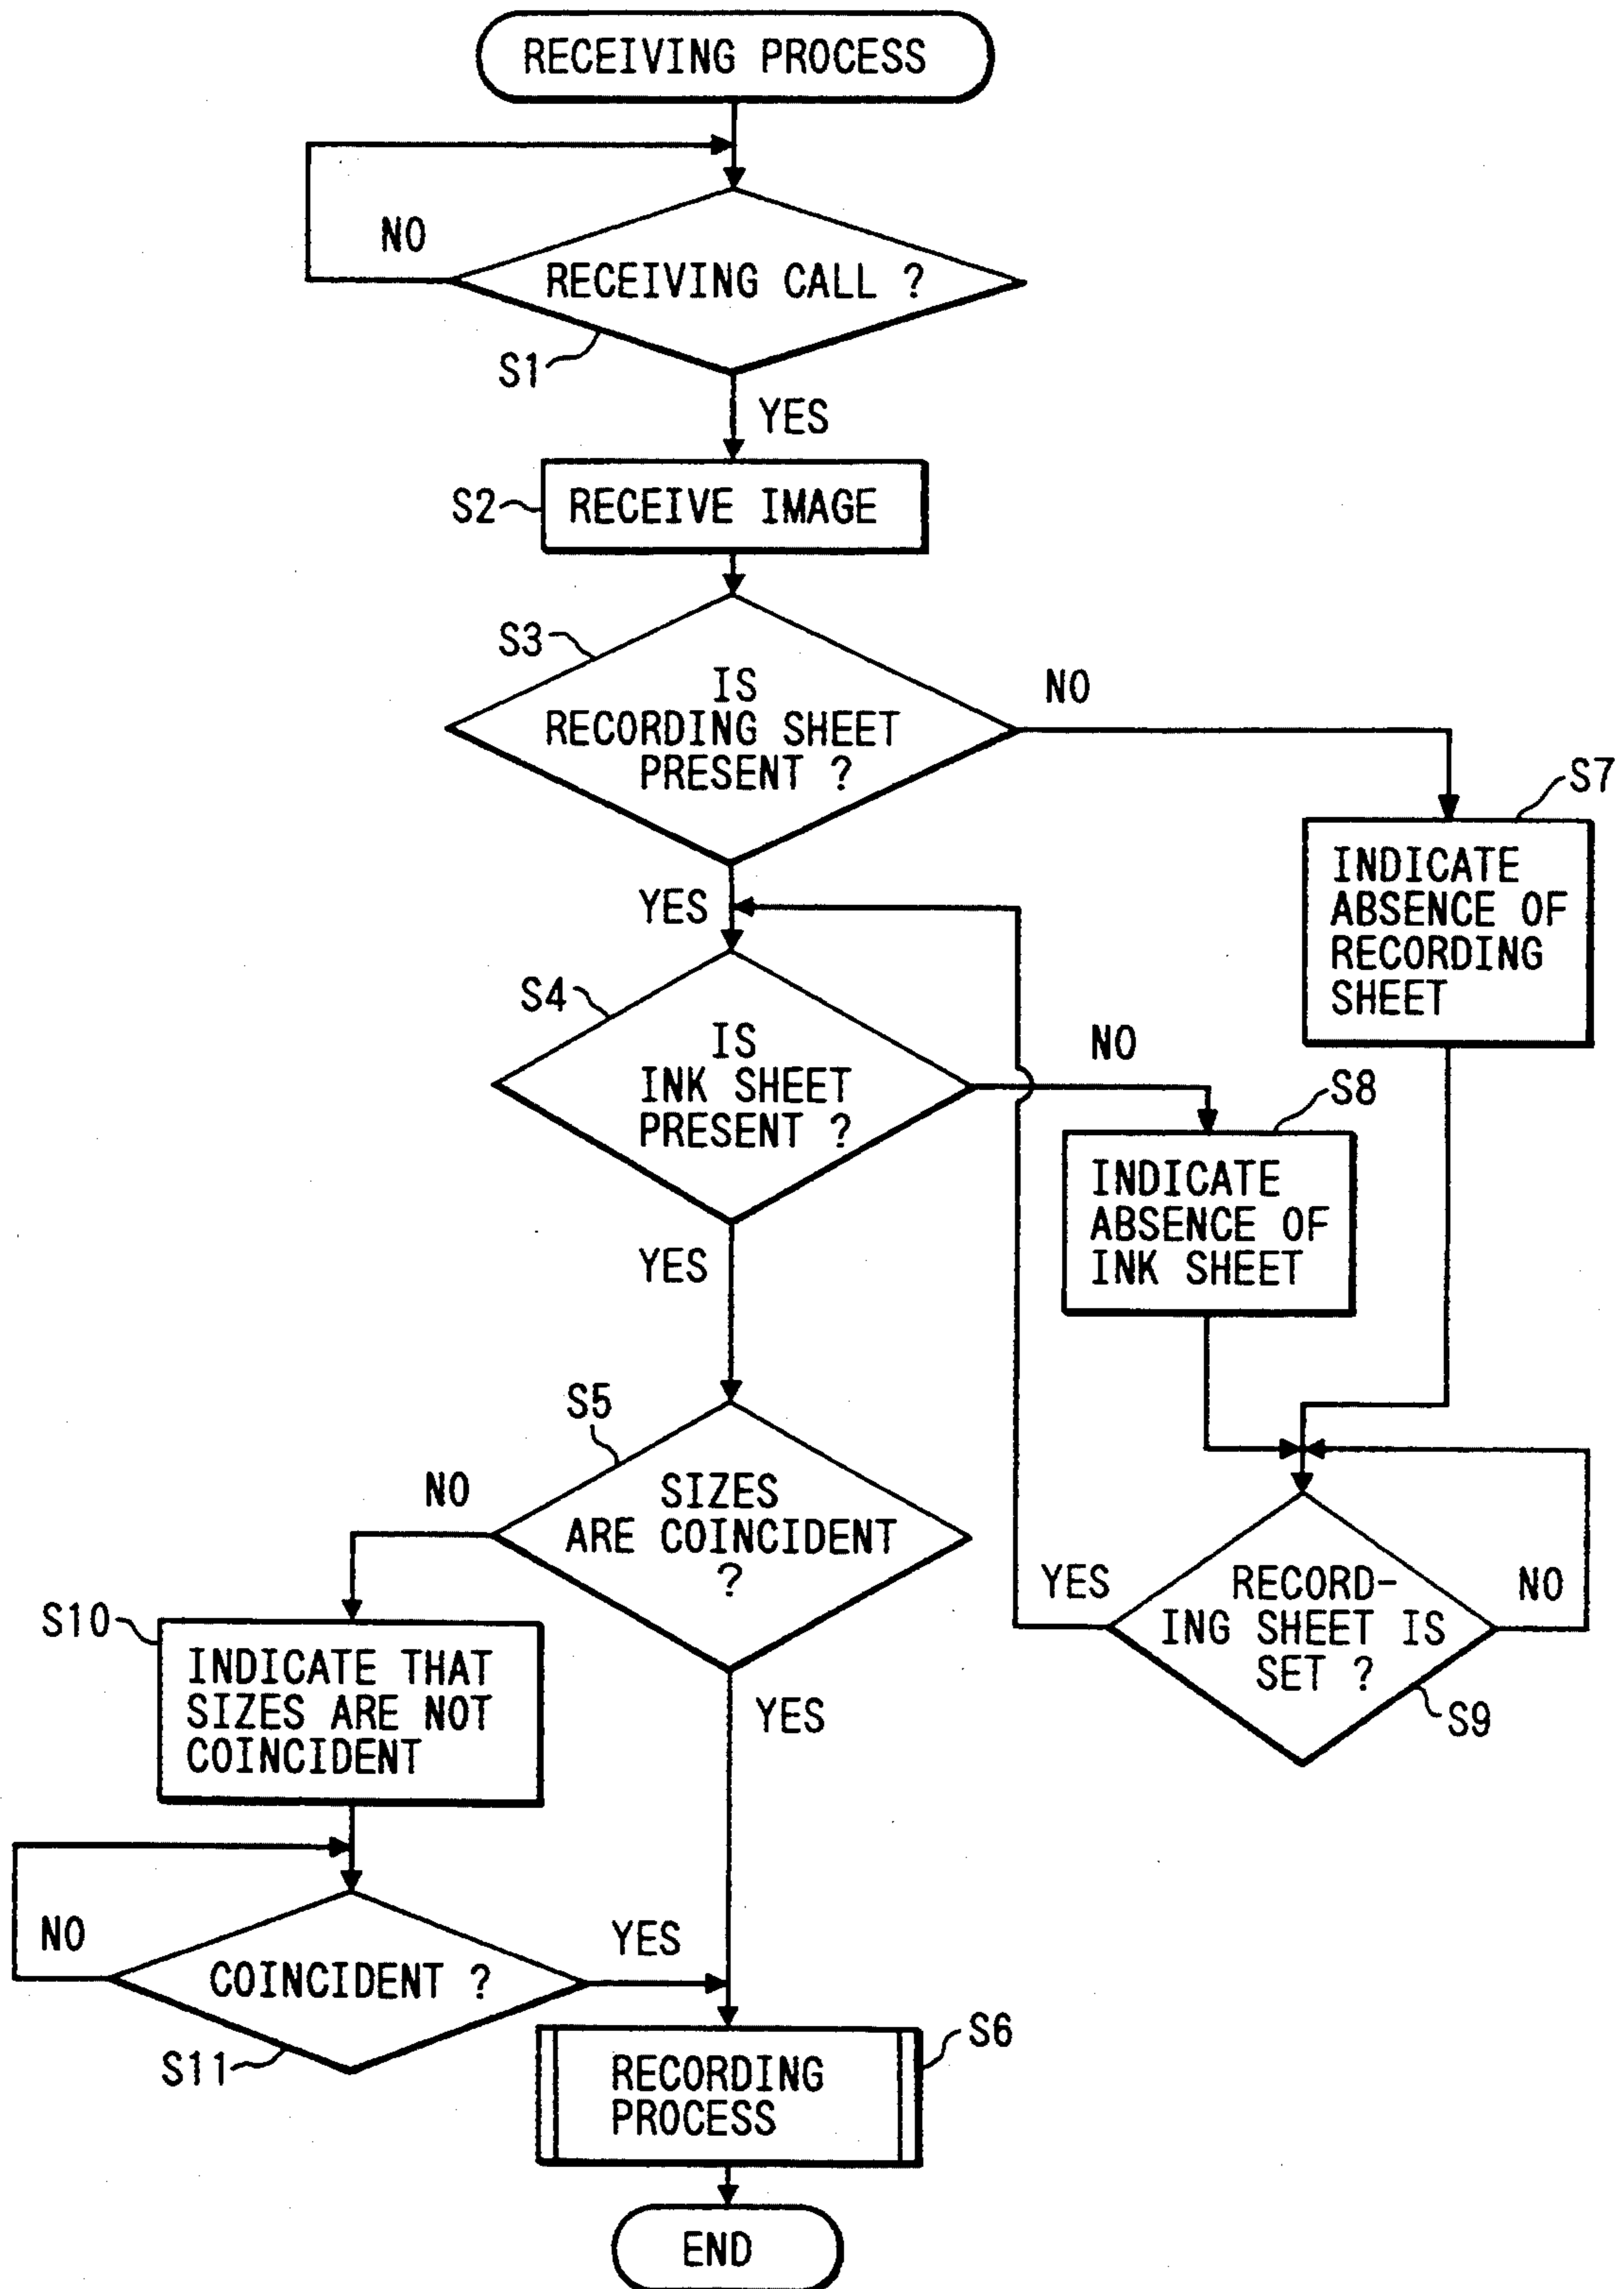 RECEIVING PROCESS
NO
RECEIVING CALL ?
S1
YES
S2
RECEIVE IMAGE
S3
IS
RECORDING SHEET
PRESENT ?
NO
S7
INDICATE
ABSENCE OF
RECORDING
SHEET
YES
S4
IS
INK SHEET
PRESENT ?
NO
S8
INDICATE
ABSENCE OF
INK SHEET
YES
S5
NO
SIZES
ARE COINCIDENT
?
YES
RECORD-
ING SHEET IS
SET ?
NO
S9
S10
INDICATE THAT
SIZES ARE NOT
COINCIDENT
YES
NO
COINCIDENT ?
YES
S11
S6
RECORDING
PROCESS
END